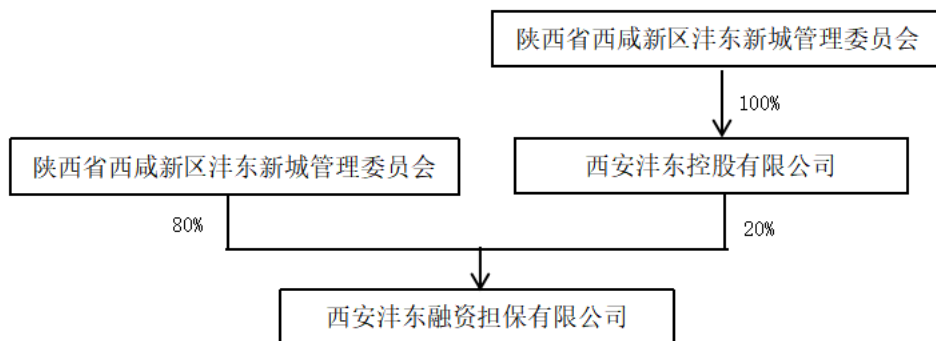 陕西省西咸新区沣东新城管理委员会
100%
陕西省西咸新区沣东新城管理委员会
西安沣东控股有限公司
80%
20%
西安沣东融资担保有限公司